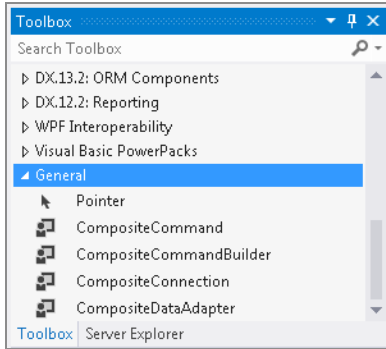 Toolbox
Search Toolbox
DX.13.2: ORM Components
DX.12.2: Reporting
WPF Interoperability
Visual Basic PowerPacks
General
Pointer
CompositeCommand
CompositeCommandBuilder
CompositeConnection
CompositeDataAdapter
Toolbox Server Explorer